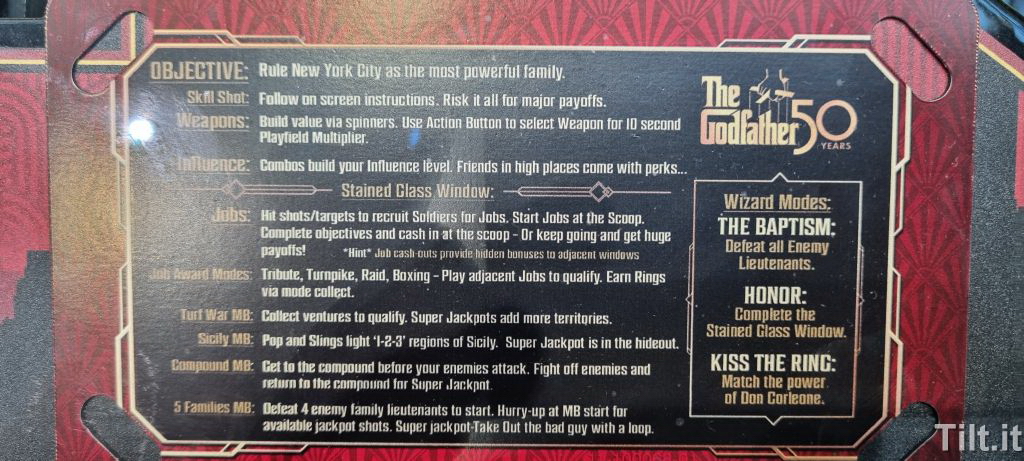 OBJECTIVE: Rule New York City as the most powerful family.
Skill Shot: Follow on screen instructions. Risk it all for major payoffs.
Weapons: Build value via spinners. Use Action Button to select Weapon for 10 second
Playfield Multiplier.
Influence: Combos build your Influence level. Friends in high places come with perks...
Stained Glass Window:
Jobs: Hit shots/targets to recruit Soldiers for Jobs. Start Jobs at the Scoop.
Complete objectives and cash in at the scoop - Or keep going and get huge
payoffs! *Hint* Job cash-outs provide hidden bonuses to adjacent windows
Job Award Modes: Tribute, Turnpike, Raid, Boxing - Play adjacent Jobs to qualify. Earn Rings
via mode collect.
Turf War MB: Collect ventures to qualify. Super Jackpots add more territories.
Sicily MB: Pop and Slings light '1-2-3' regions of Sicily. Super Jackpot is in the hideout.
Compound MB: Get to the compound before your enemies attack. Fight off enemies and
return to the compound for Super Jackpot.
5 Families MB: Defeat 4 enemy family lieutenants to start. Hurry-up at MB start for
available jackpot shots. Super jackpot-Take Out the bad guy with a loop.
The
Godfather 50
YEARS
Wizard Modes:
THE BAPTISM:
Defeat all Enemy
Lieutenants.
HONOR:
Complete the
Stained Glass Window.
KISS THE RING:
Match the power
of Don Corleone.
Tilt.it